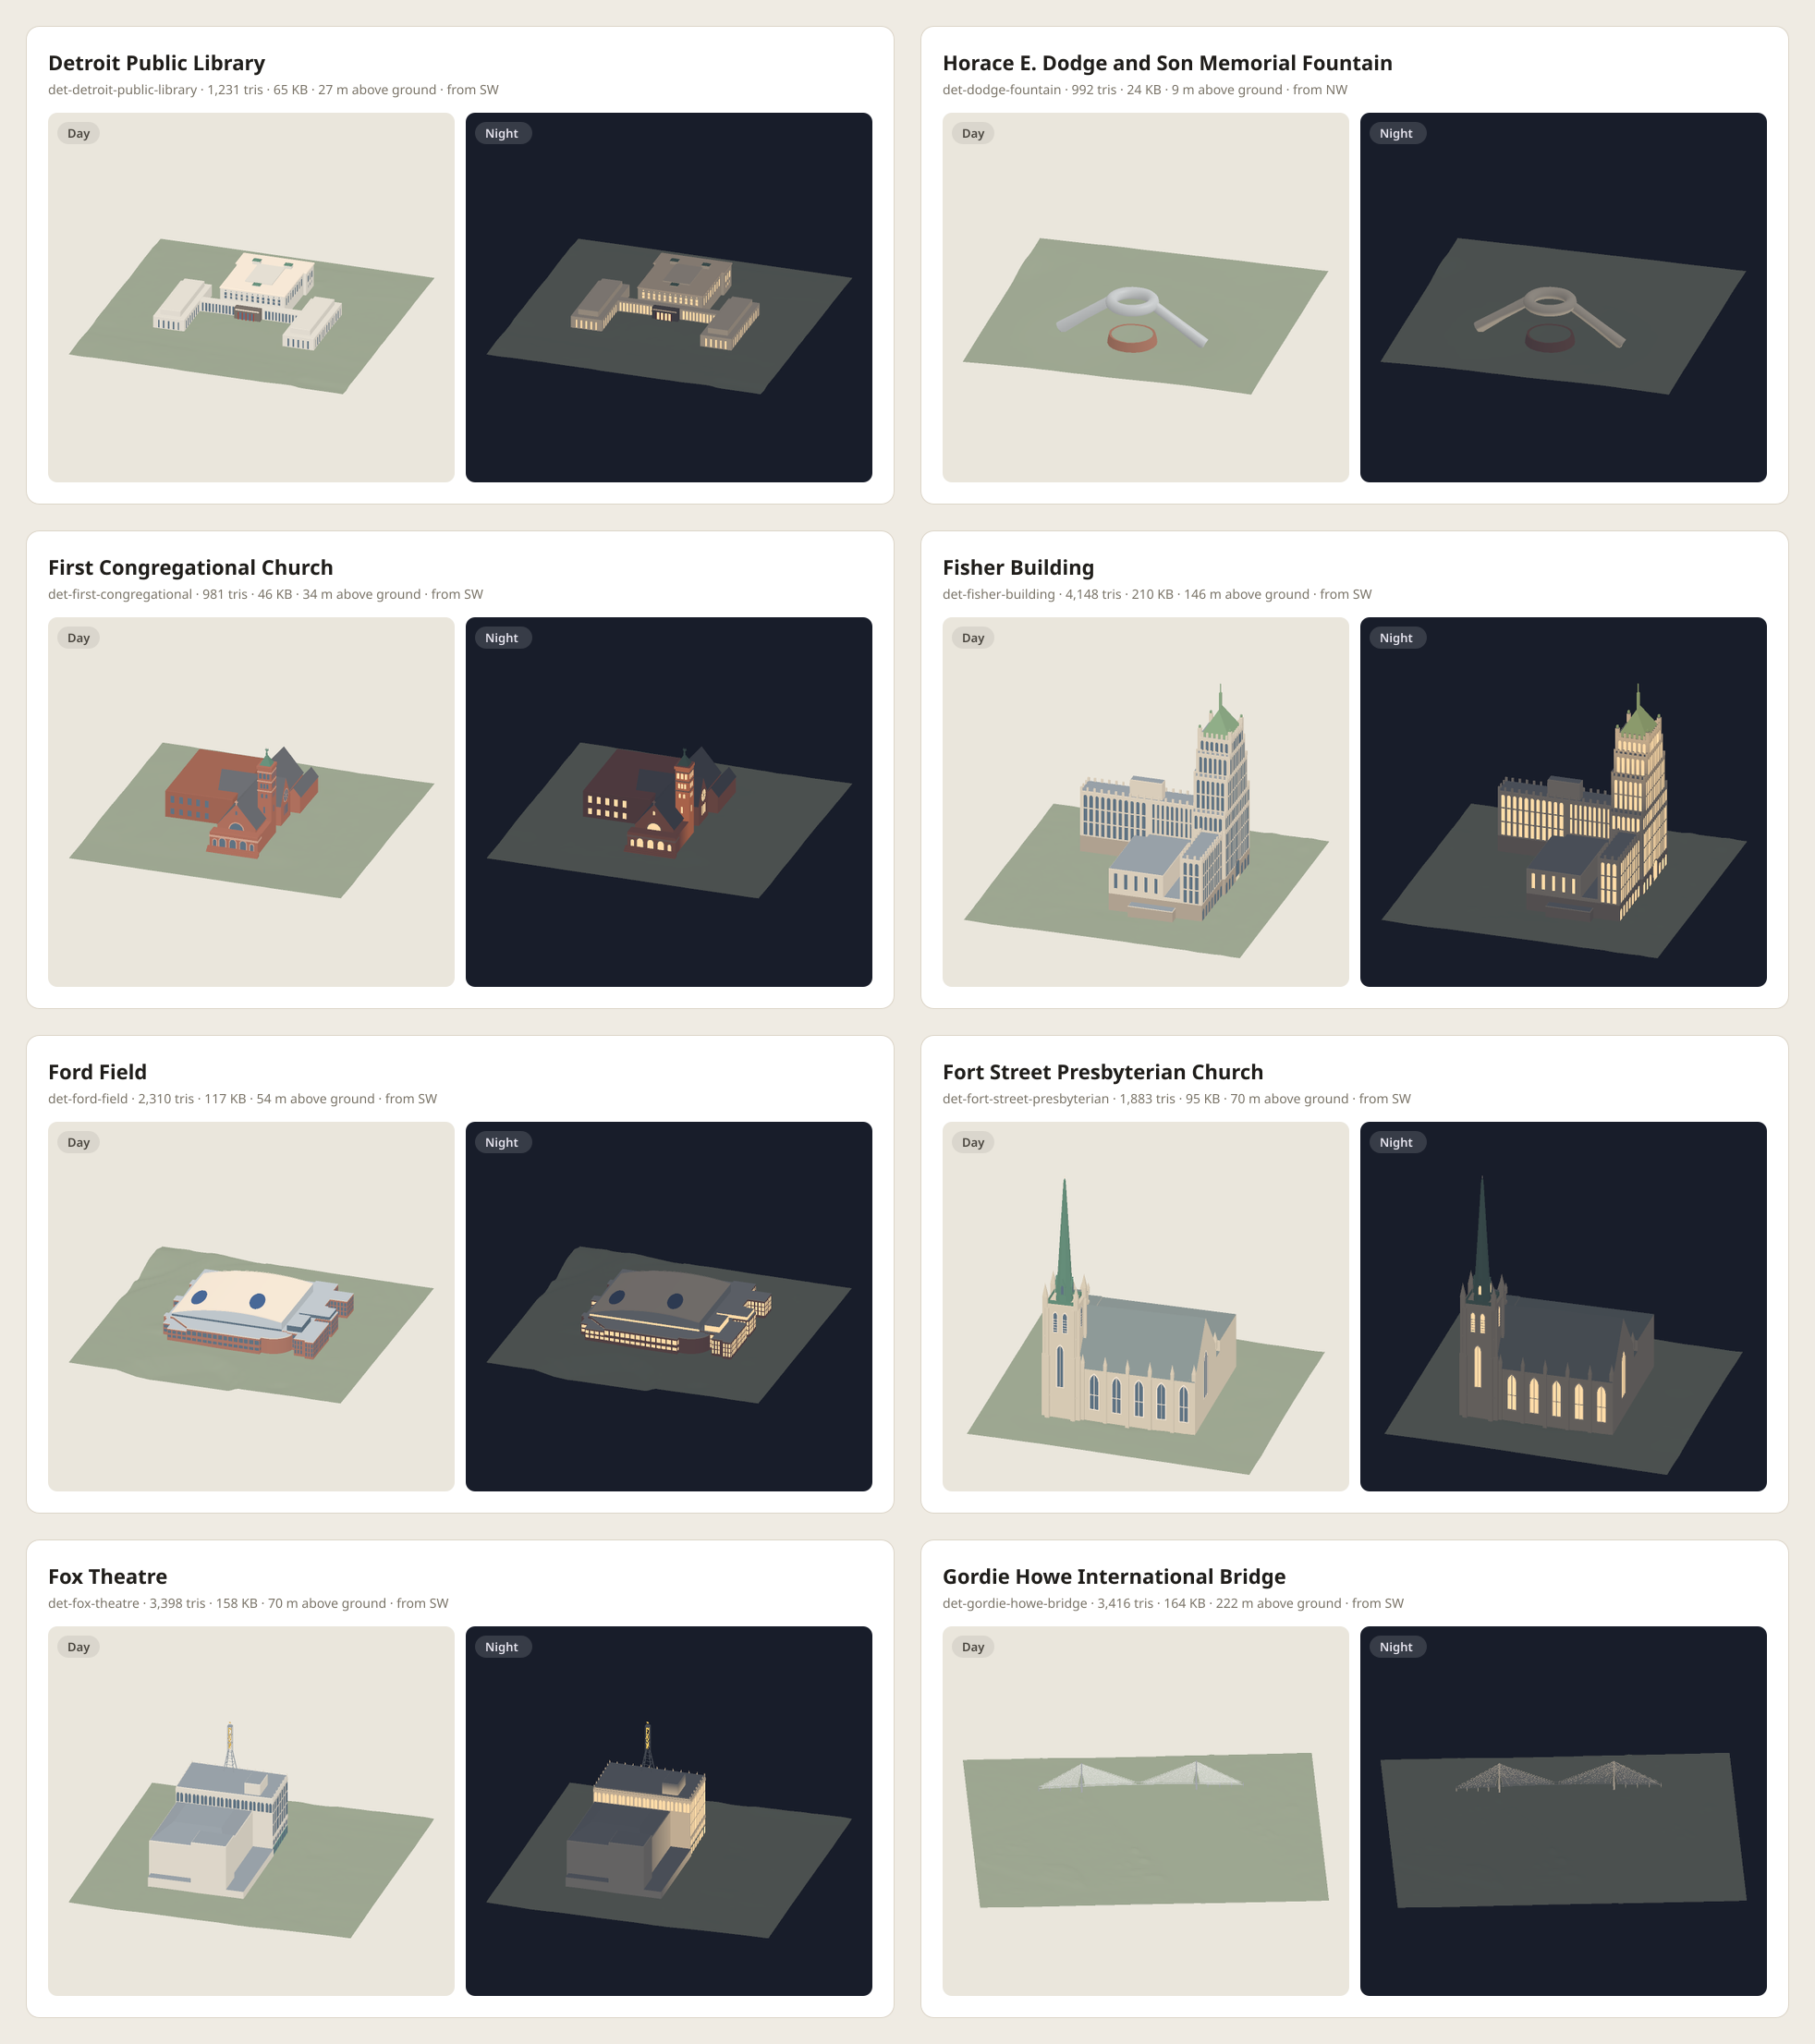 Detroit Public Library
det-detroit-public-library · 1,231 tris · 65 KB · 27 m above ground · from SW
Day
Night
Horace E. Dodge and Son Memorial Fountain
det-dodge-fountain · 992 tris · 24 KB · 9 m above ground · from NW
Day
Night
First Congregational Church
det-first-congregational · 981 tris · 46 KB · 34 m above ground · from SW
Day
Night
Fisher Building
det-fisher-building · 4,148 tris · 210 KB · 146 m above ground · from SW
Day
Night
Ford Field
det-ford-field · 2,310 tris · 117 KB · 54 m above ground · from SW
Day
Night
Fort Street Presbyterian Church
det-fort-street-presbyterian · 1,883 tris · 95 KB · 70 m above ground · from SW
Day
Night
Fox Theatre
det-fox-theatre · 3,398 tris · 158 KB · 70 m above ground · from SW
Day
Night
Gordie Howe International Bridge
det-gordie-howe-bridge · 3,416 tris · 164 KB · 222 m above ground · from SW
Day
Night